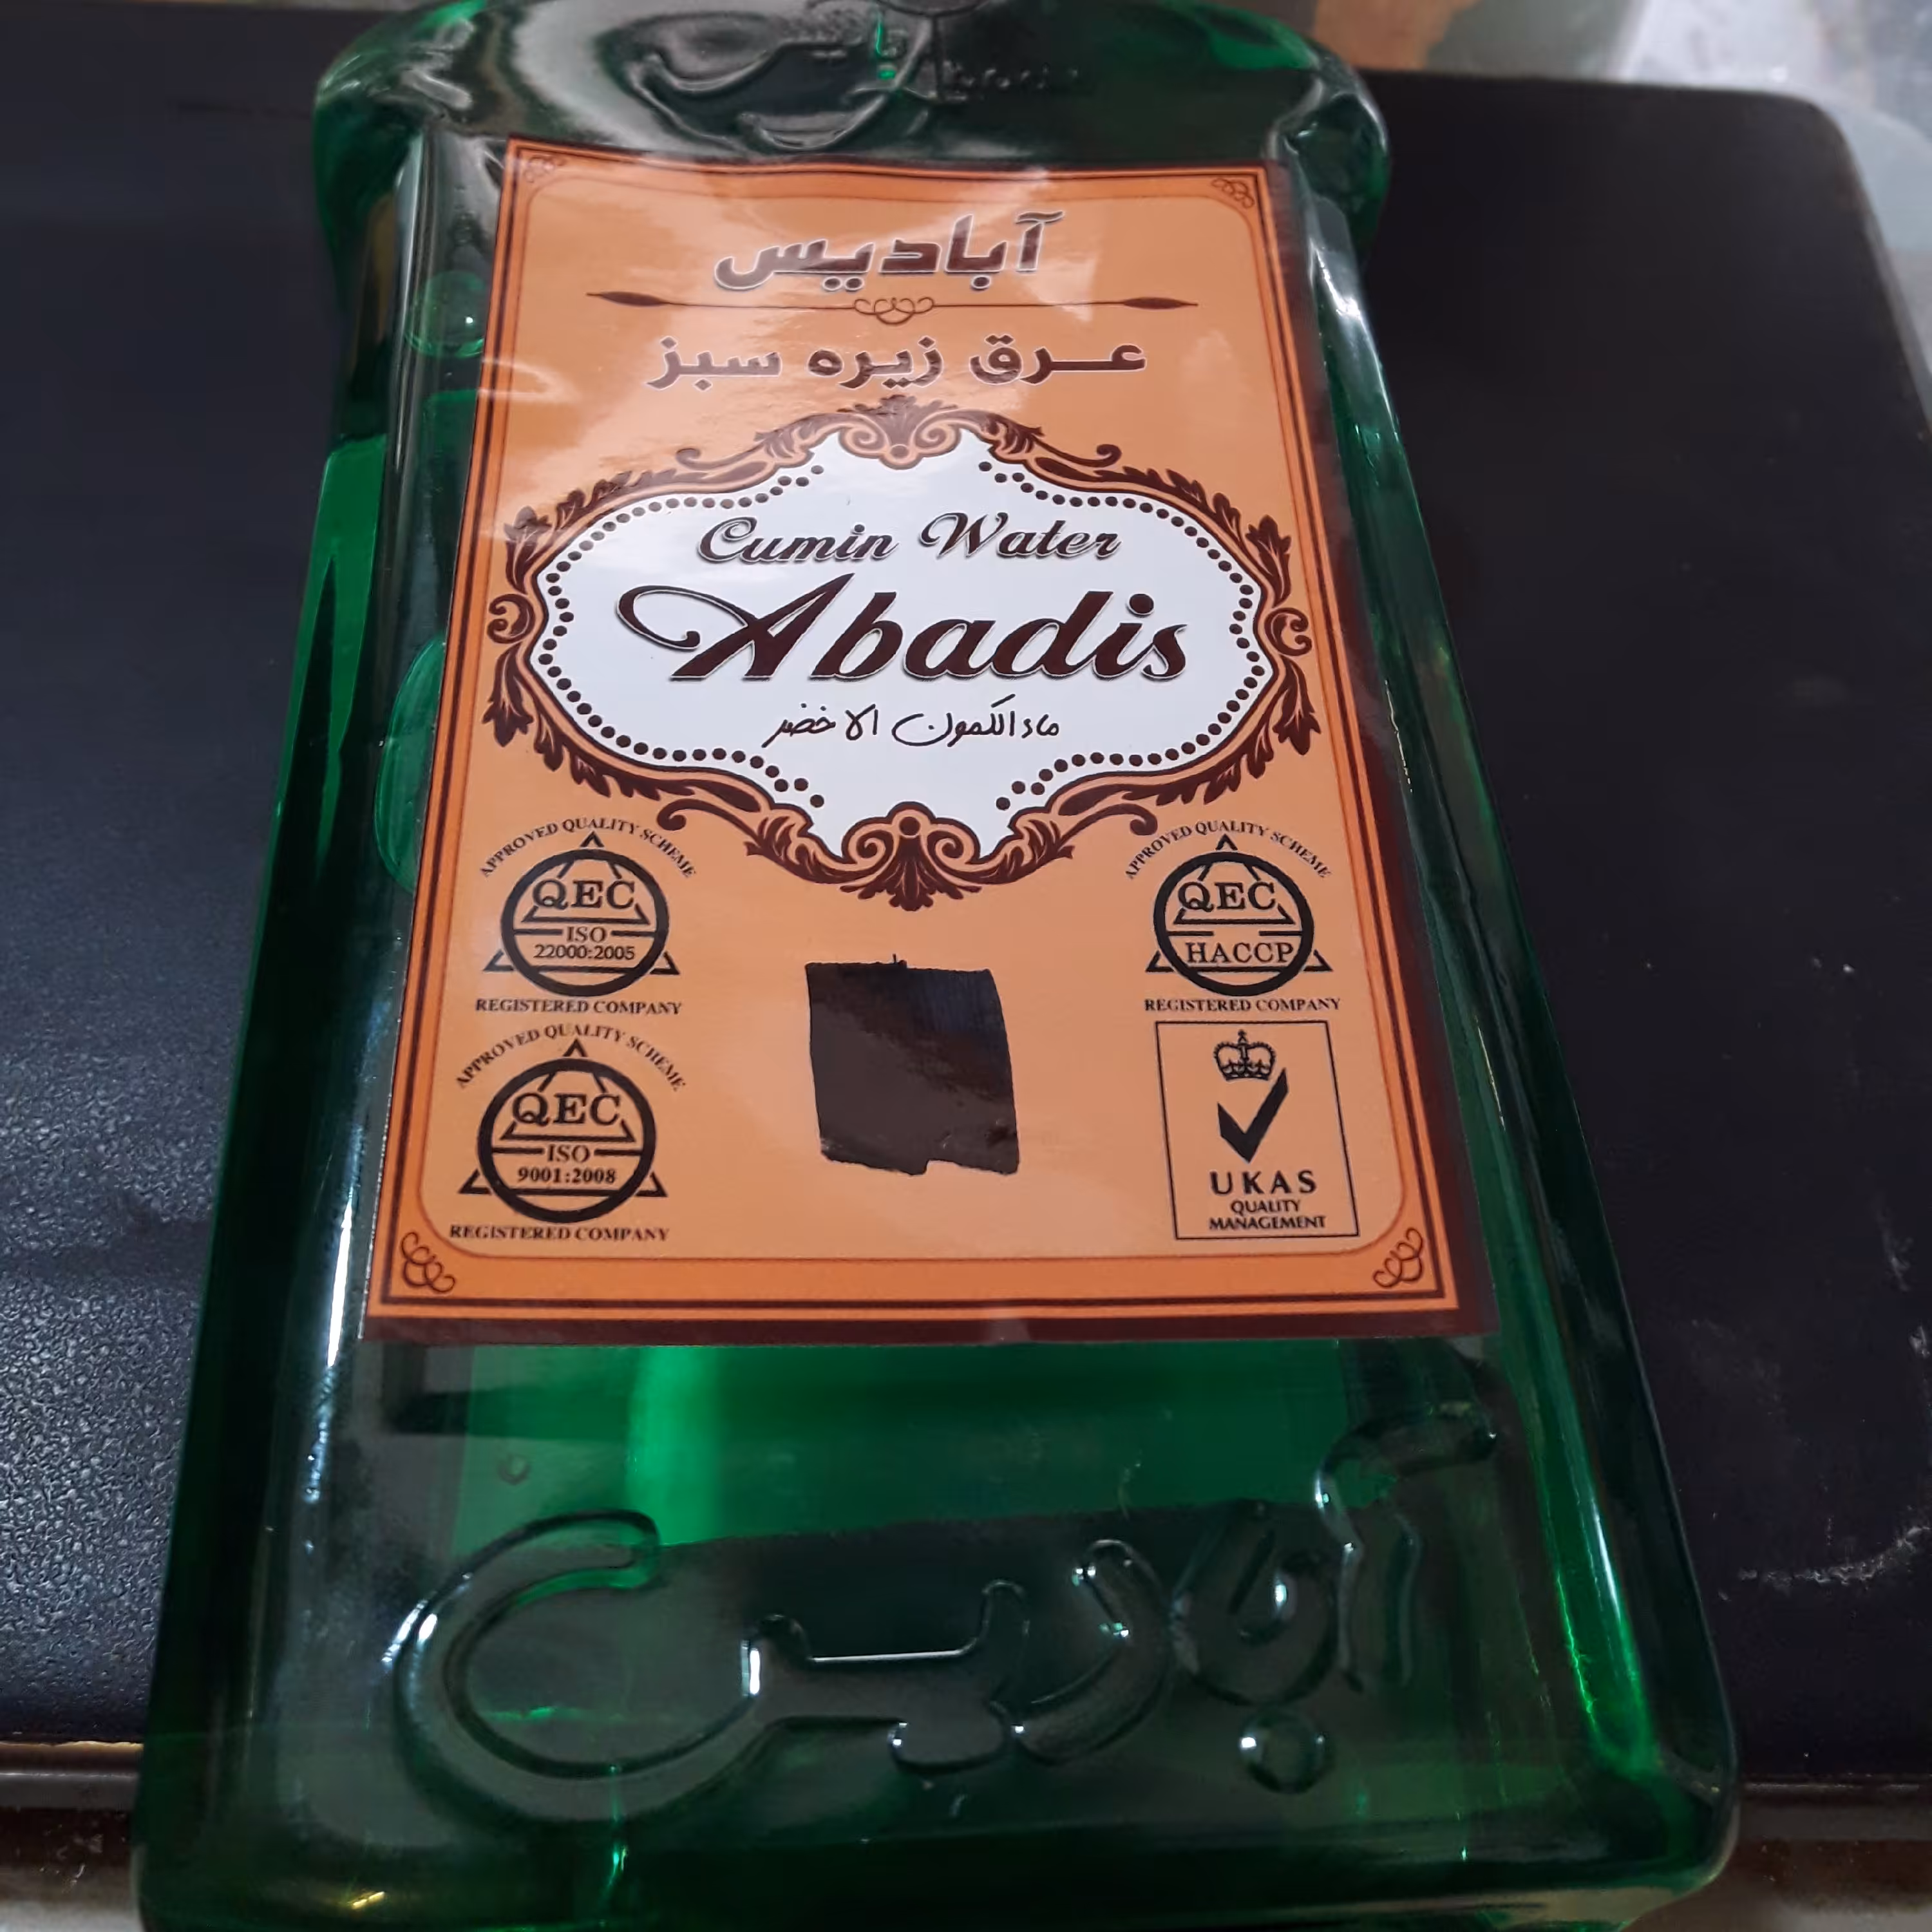 آبادیس
عرق زیره سبز
Cumin Water
Abadis
ماء الكمون الاخضر
APPROVED QUALITY SCHEME
QEC
ISO
22000:2005
REGISTERED COMPANY
APPROVED QUALITY SCHEME
QEC
HACCP
REGISTERED COMPANY
APPROVED QUALITY SCHEME
QEC
ISO
9001:2008
REGISTERED COMPANY
UKAS
QUALITY
MANAGEMENT
آبادیس